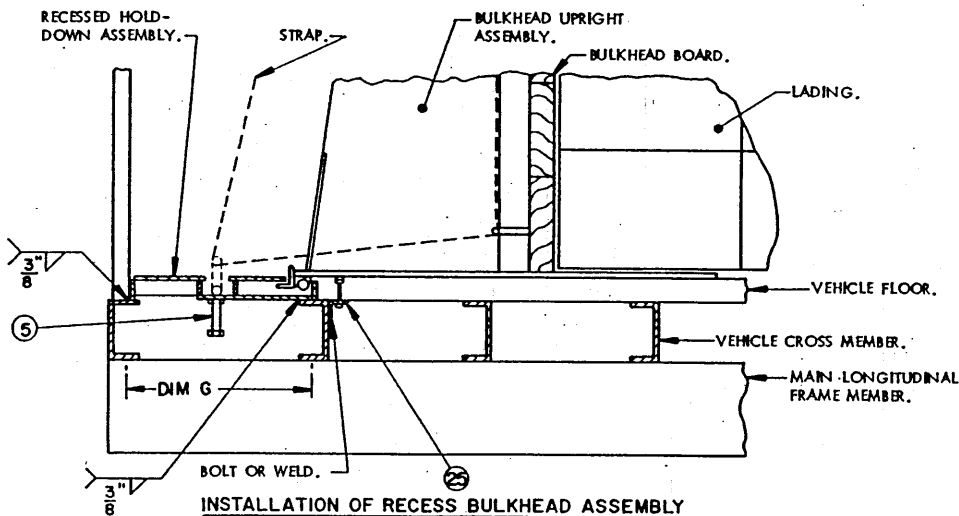 RECESSED HOLD-
DOWN ASSEMBLY.
STRAP.
BULKHEAD UPRIGHT
ASSEMBLY.
BULKHEAD BOARD.
LADING.
3"
8
5
VEHICLE FLOOR.
VEHICLE CROSS MEMBER.
DIM G
MAIN LONGITUDINAL
FRAME MEMBER.
3"
8
BOLT OR WELD.
25
INSTALLATION OF RECESS BULKHEAD ASSEMBLY